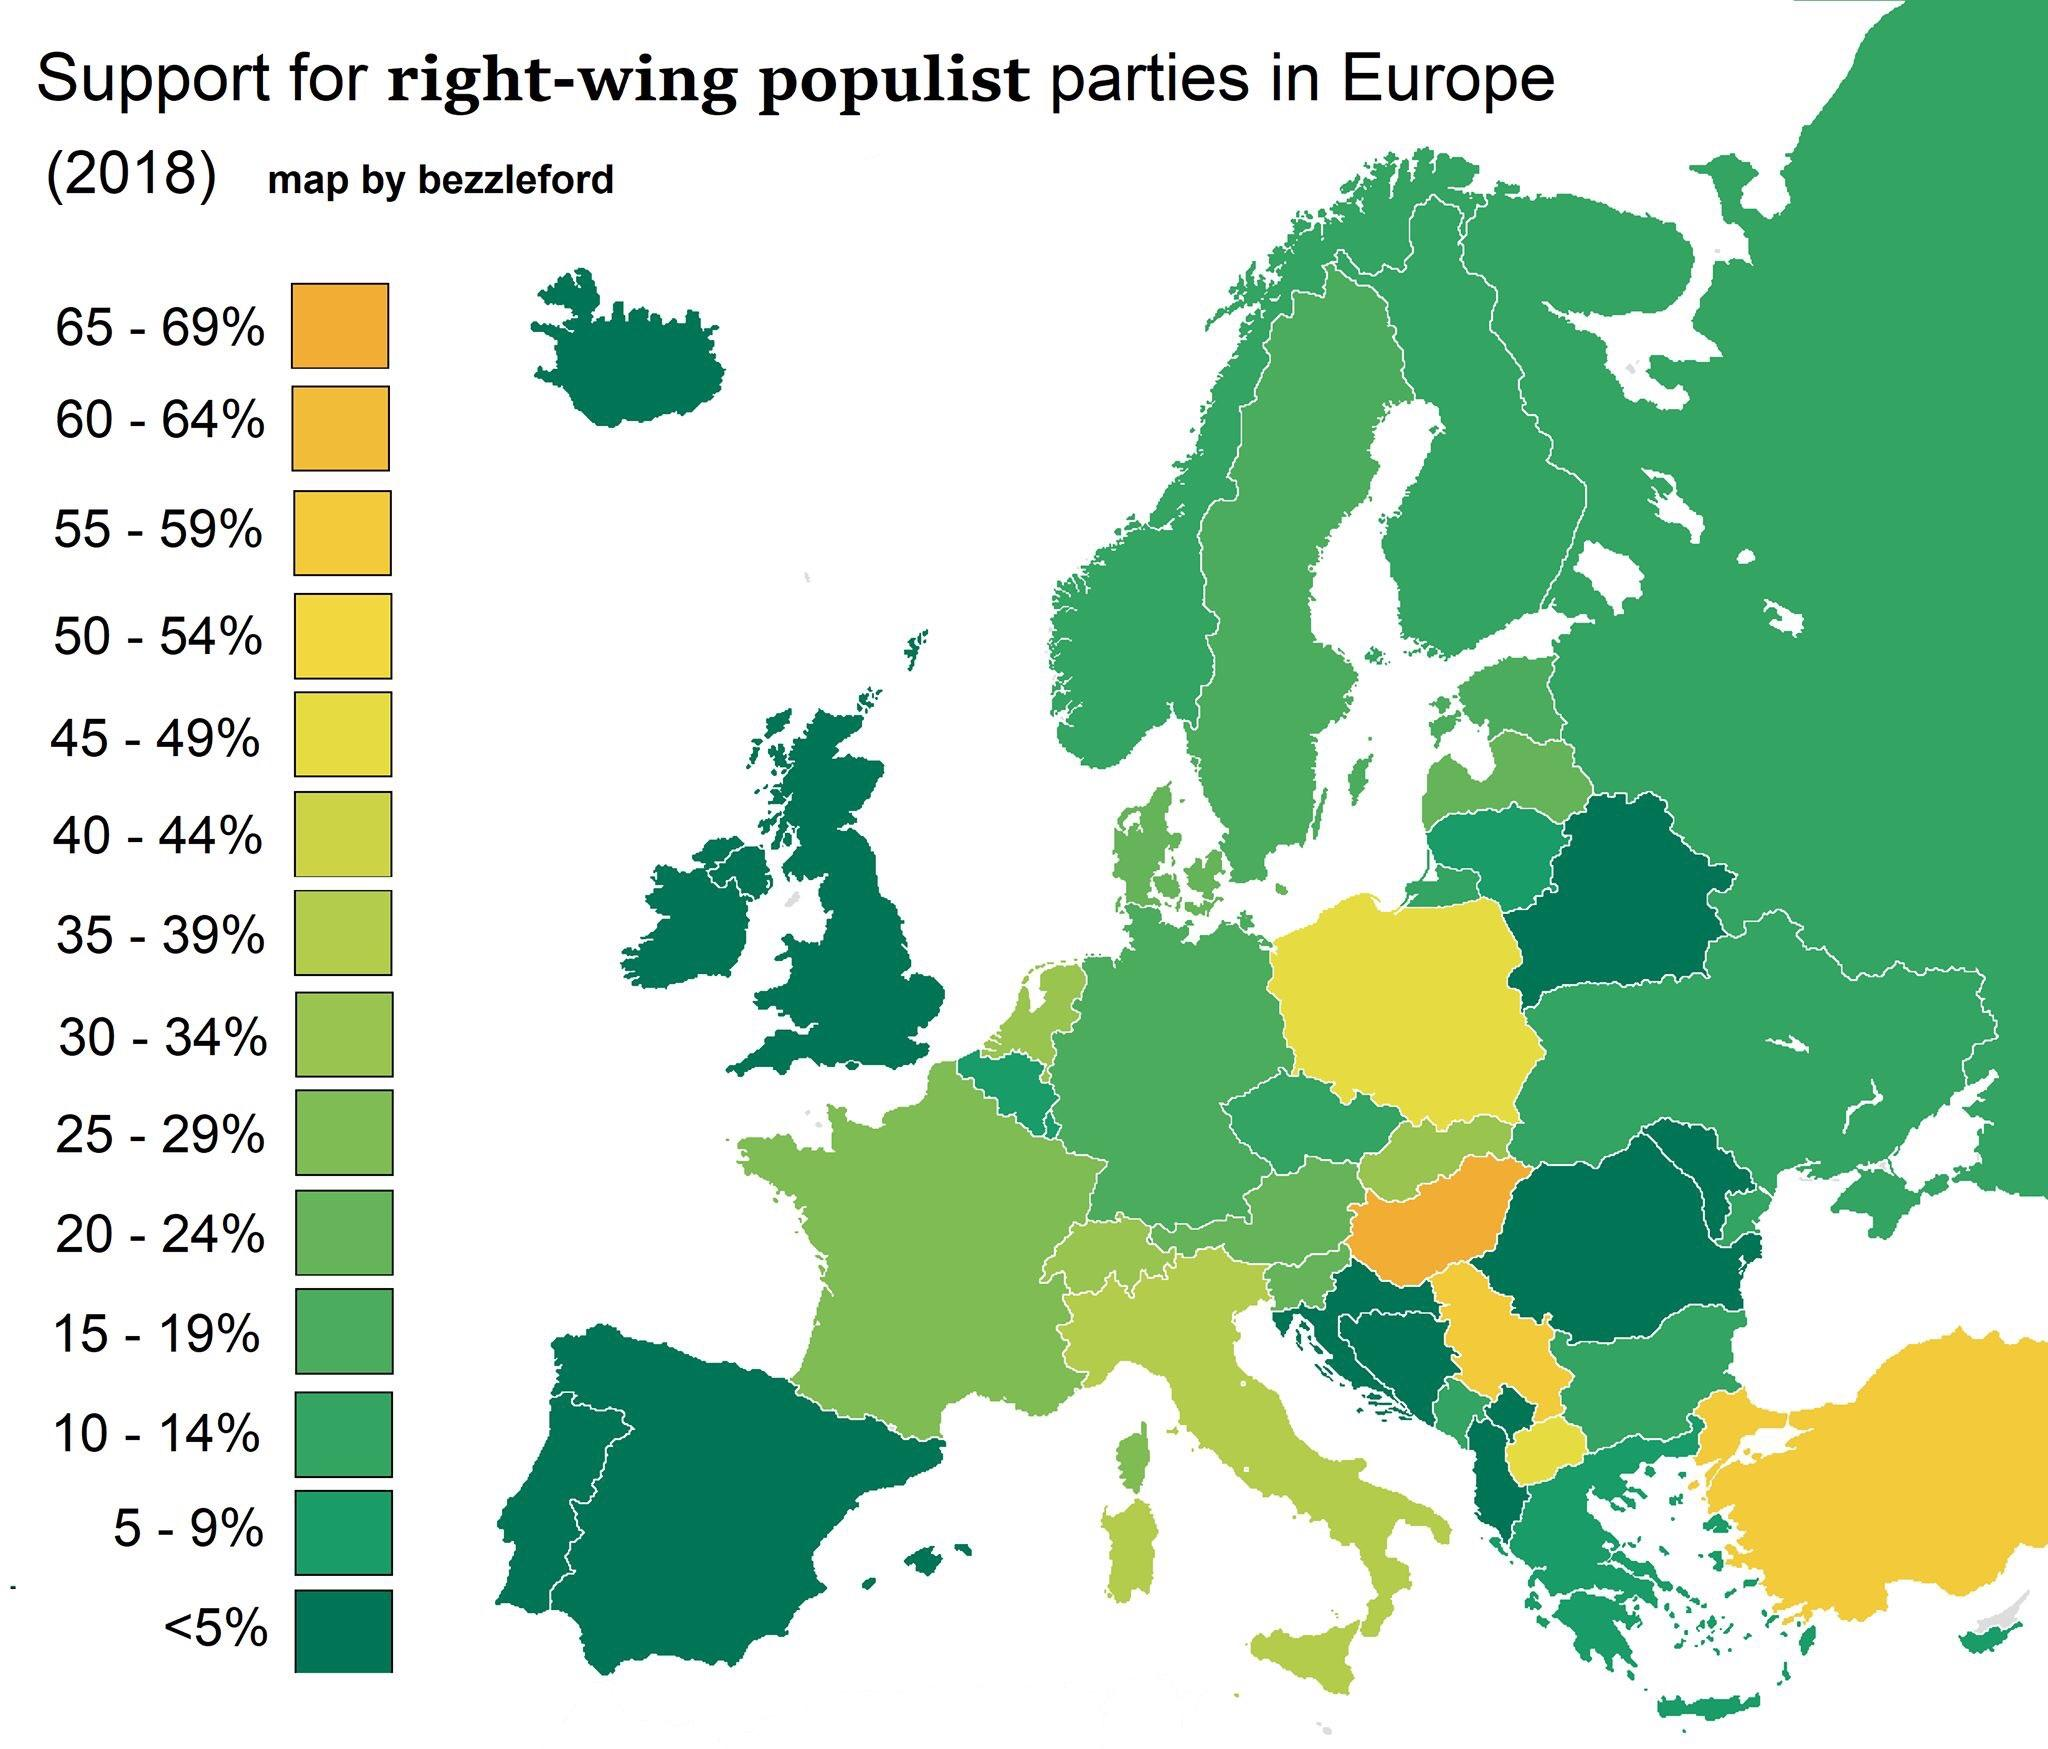 Support for right-wing populist parties in Europe
(2018) map by bezzleford
65 - 69%
60 - 64%
55 - 59%
50 - 54%
45 - 49%
40 - 44%
35 - 39%
30 - 34%
25 - 29%
20 - 24%
15 - 19%
10 - 14%
5 - 9%
<5%